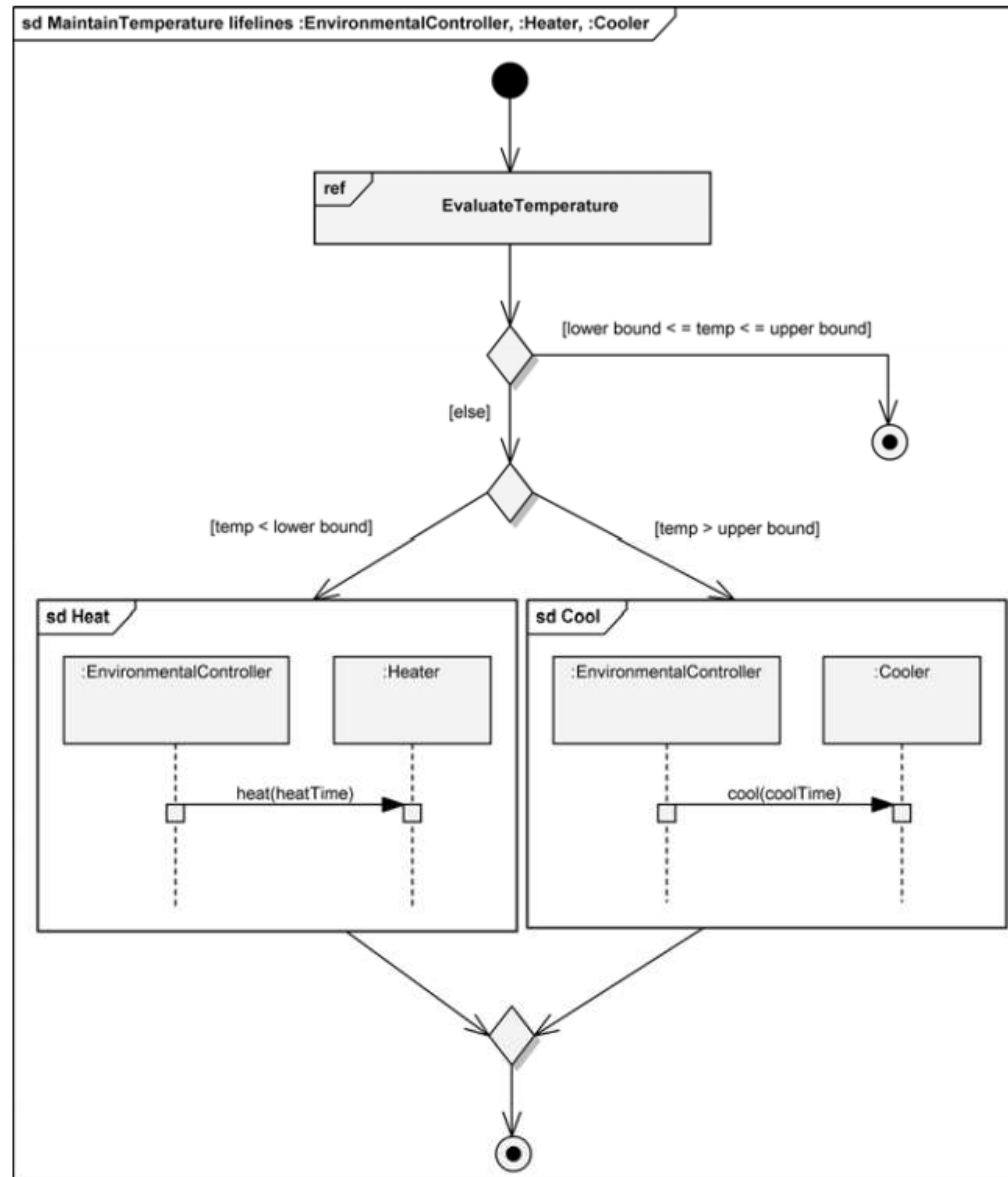 sd MaintainTemperature lifelines :EnvironmentalController, :Heater, :Cooler
ref
EvaluateTemperature
[lower bound < = temp <= upper bound]
[else]
[temp < lower bound]
[temp > upper bound]
sd Heat
:EnvironmentalController
:Heater
heat(heatTime)
sd Cool
:EnvironmentalController
:Cooler
cool(coolTime)